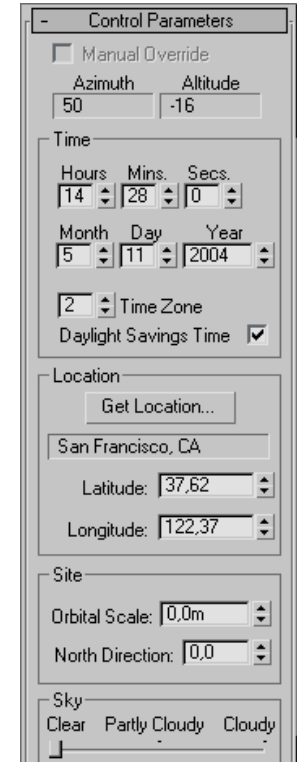 - Control Parameters
Manual Override
Azimuth Altitude
50 -16
Time
Hours Mins. Secs.
14 28 0
Month Day Year
5 11 2004
2 Time Zone
Daylight Savings Time
Location
Get Location...
San Francisco, CA
Latitude: 37,62
Longitude: 122,37
Site
Orbital Scale: 0,0m
North Direction: 0,0
Sky
Clear Partly Cloudy Cloudy